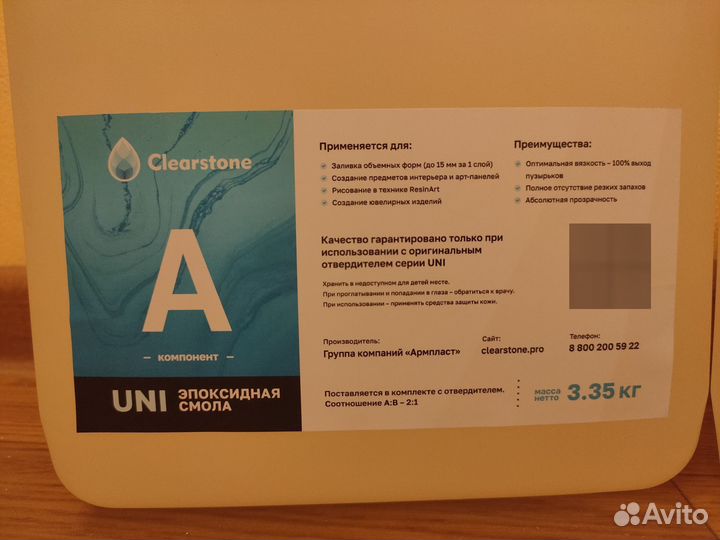 Clearstone
A
— компонент —
UNI ЭПОКСИДНАЯ
СМОЛА
Применяется для:
Заливка объемных форм (до 15 мм за 1 слой)
Создание предметов интерьера и арт-панелей
Рисование в технике ResinArt
Создание ювелирных изделий
Преимущества:
Оптимальная вязкость – 100% выход
пузырьков
Полное отсутствие резких запахов
Абсолютная прозрачность
Качество гарантировано только при
использовании с оригинальным
отвердителем серии UNI
Хранить в недоступном для детей месте.
При проглатывании и попадании в глаза – обратиться к врачу.
При использовании – применять средства защиты кожи.
Производитель:
Группа компаний «Армпласт»
Сайт:
clearstone.pro
Телефон:
8 800 200 59 22
Поставляется в комплекте с отвердителем.
Соотношение А:В – 2:1
масса
нетто 3.35 кг
Avito